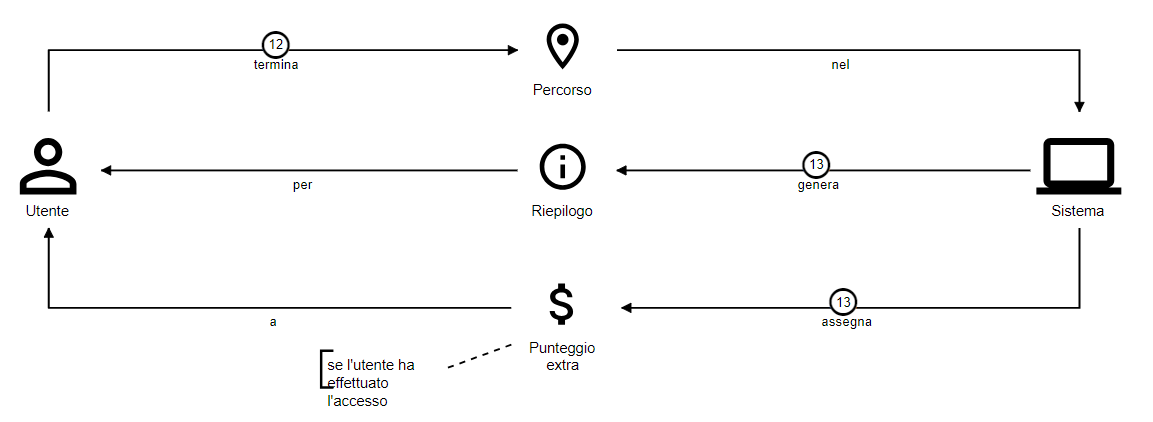 12
termina
Percorso
nel
Utente
per
Riepilogo
13
genera
Sistema
a
Punteggio
extra
13
assegna
se l'utente ha
effettuato
l'accesso